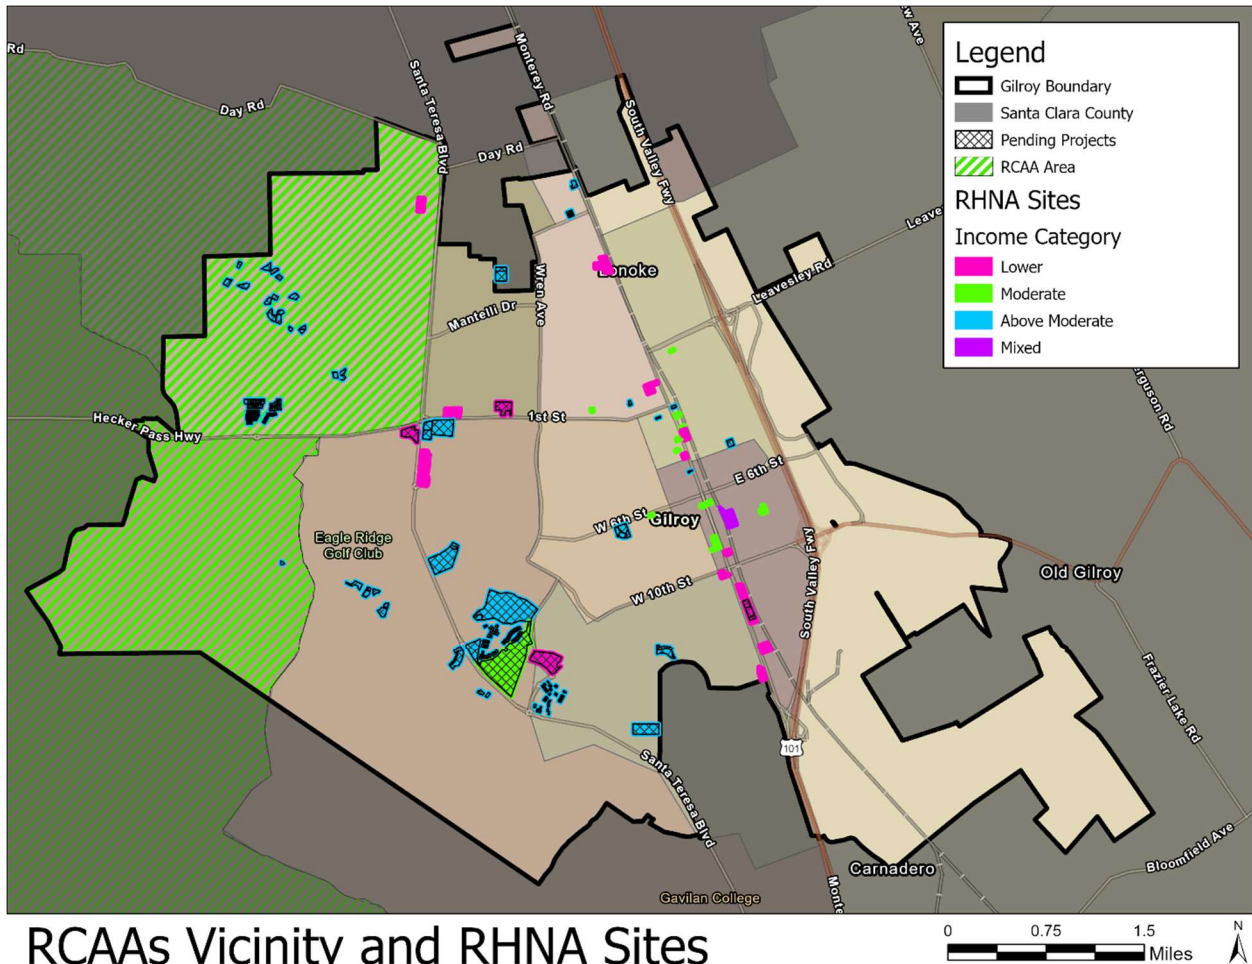 Rd
Day Rd
Santa Teresa Blvd
Monterey Rd
Day Rd
South Valley Fwy
Legend
Gilroy Boundary
Santa Clara County
Pending Projects
RCAA Area
RHNA Sites
Income Category
Lower
Moderate
Above Moderate
Mixed
Wren Ave
Lonoke
Leavesley Rd
Mantelli Dr
Hecker Pass Hwy
1st St
E 6th St
W 6th St
Gilroy
Eagle Ridge
Golf Club
W 10th St
South Valley Fwy
Old Gilroy
Frazier Lake Rd
101
Santa Teresa Blvd
Carnadero
Bloomfield Ave
Gavilan College
RCAAs Vicinity and RHNA Sites
0 0.75 1.5
Miles
N